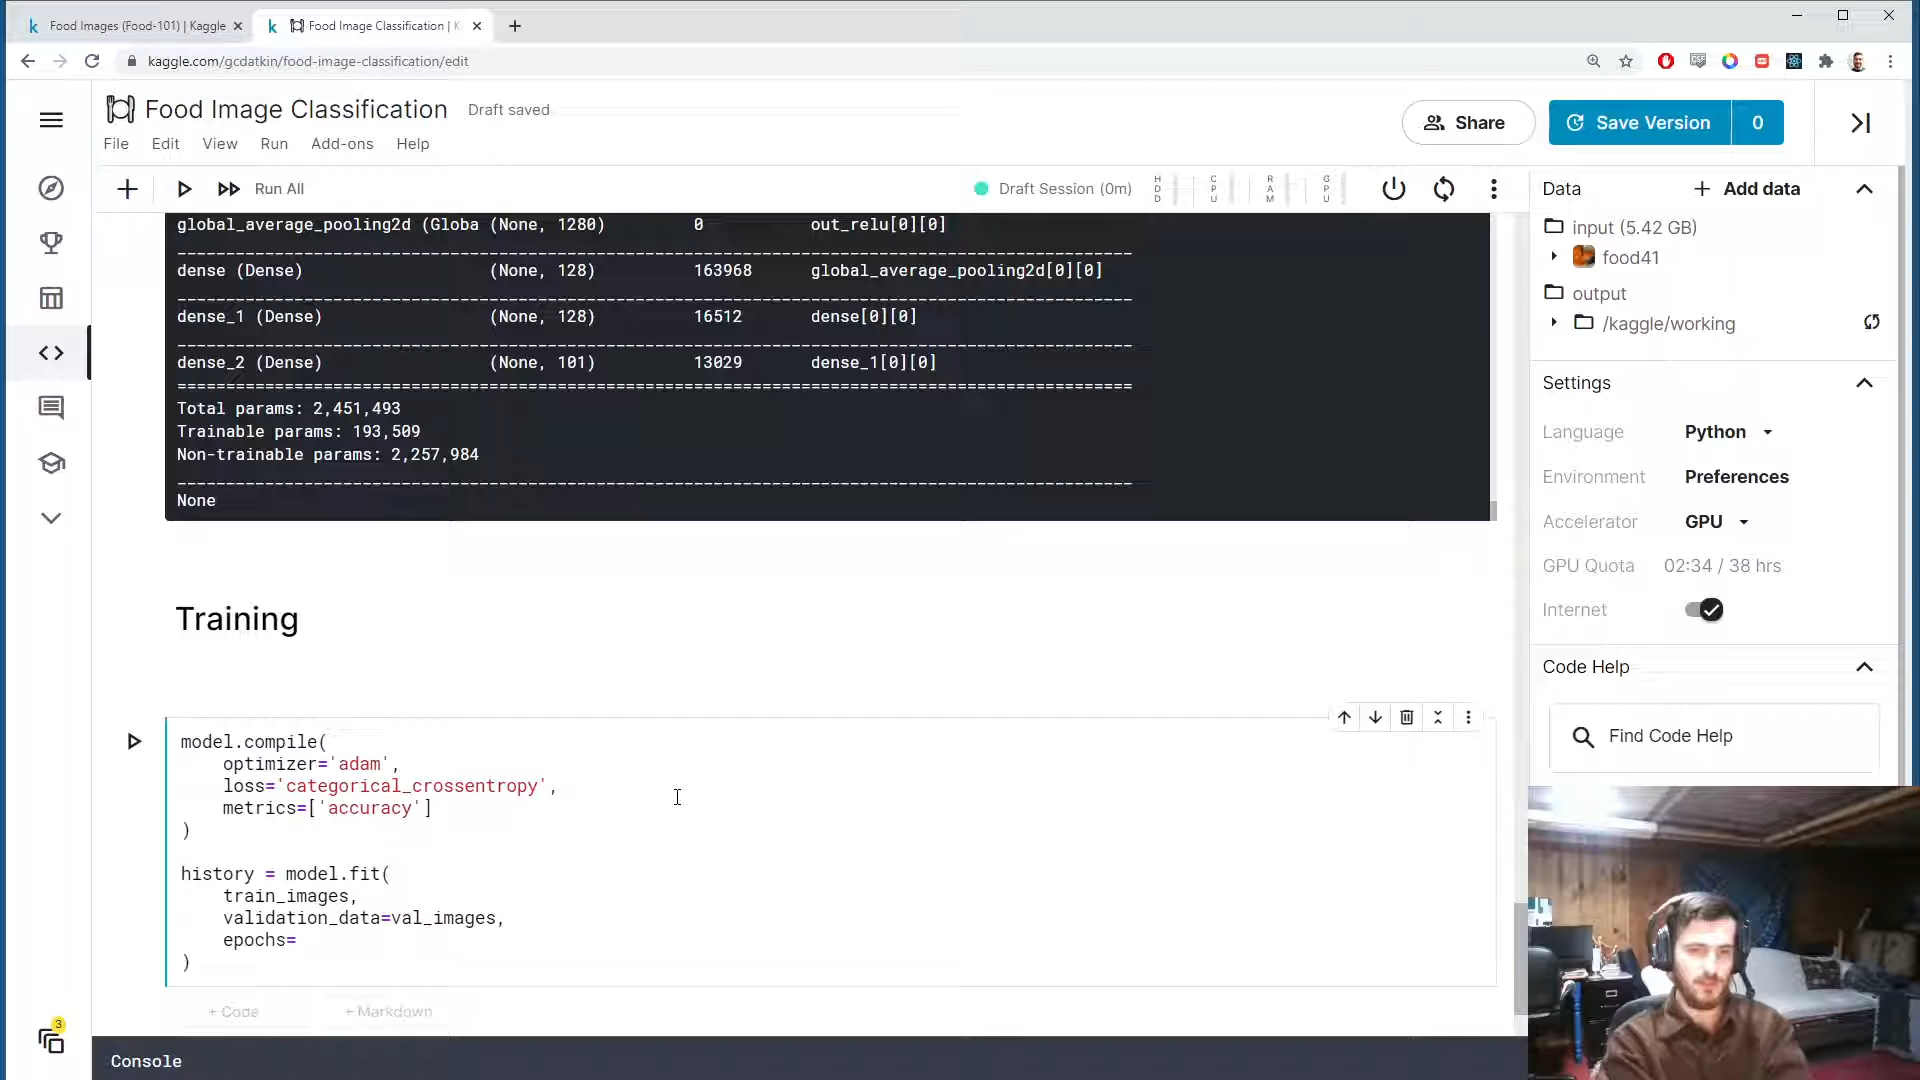 Food Images (Food-101) | Kaggle
Food Image Classification | K
kaggle.com/gcdatkin/food-image-classification/edit
Food Image Classification
Draft saved
Share
Save Version
0
File Edit View Run Add-ons Help
Run All
Draft Session (0m)
HDD
CPU
RAM
GPU
global_average_pooling2d (Globa (None, 1280) 0 out_relu[0][0]
dense (Dense) (None, 128) 163968 global_average_pooling2d[0][0]
dense_1 (Dense) (None, 128) 16512 dense[0][0]
dense_2 (Dense) (None, 101) 13029 dense_1[0][0]
Total params: 2,451,493
Trainable params: 193,509
Non-trainable params: 2,257,984
None
Training
model.compile(
optimizer='adam',
loss='categorical_crossentropy',
metrics=['accuracy']
)
history = model.fit(
train_images,
validation_data=val_images,
epochs=
)
+ Code
+ Markdown
Console
3
Data
Add data
input (5.42 GB)
food41
output
/kaggle/working
Settings
Language Python
Environment Preferences
Accelerator GPU
GPU Quota 02:34 / 38 hrs
Internet
Code Help
Find Code Help